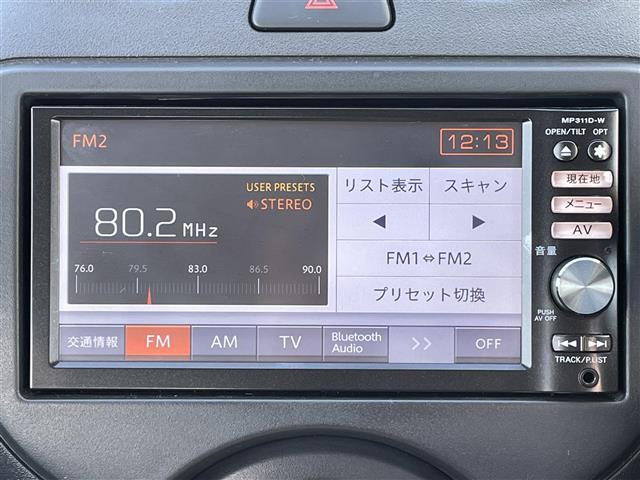 MP311D-W
OPEN/TILT OPT
FM2
12:13
USER PRESETS
STEREO
80.2 MHz
76.0 79.5 83.0 86.5 90.0
リスト表示 スキャン
◀ ▶
FM1⇔FM2
プリセット切換
交通情報 FM AM TV Bluetooth Audio >> OFF
現在地
メニュー
AV
音量
PUSH
AV OFF
TRACK/P.LIST